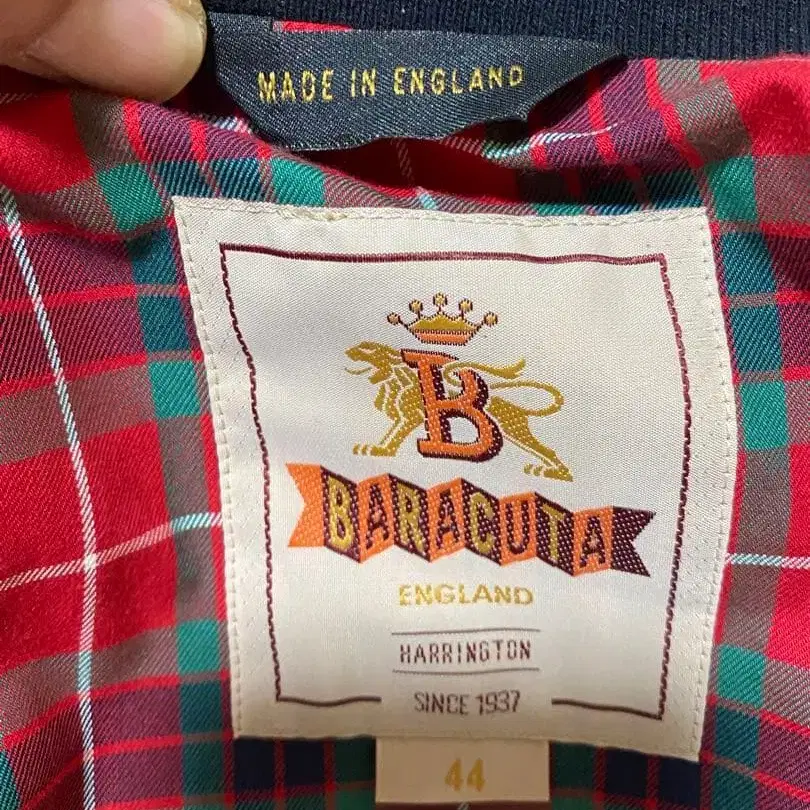 MADE IN ENGLAND
B
BARACUTA
ENGLAND
HARRINGTON
SINCE 1937
44